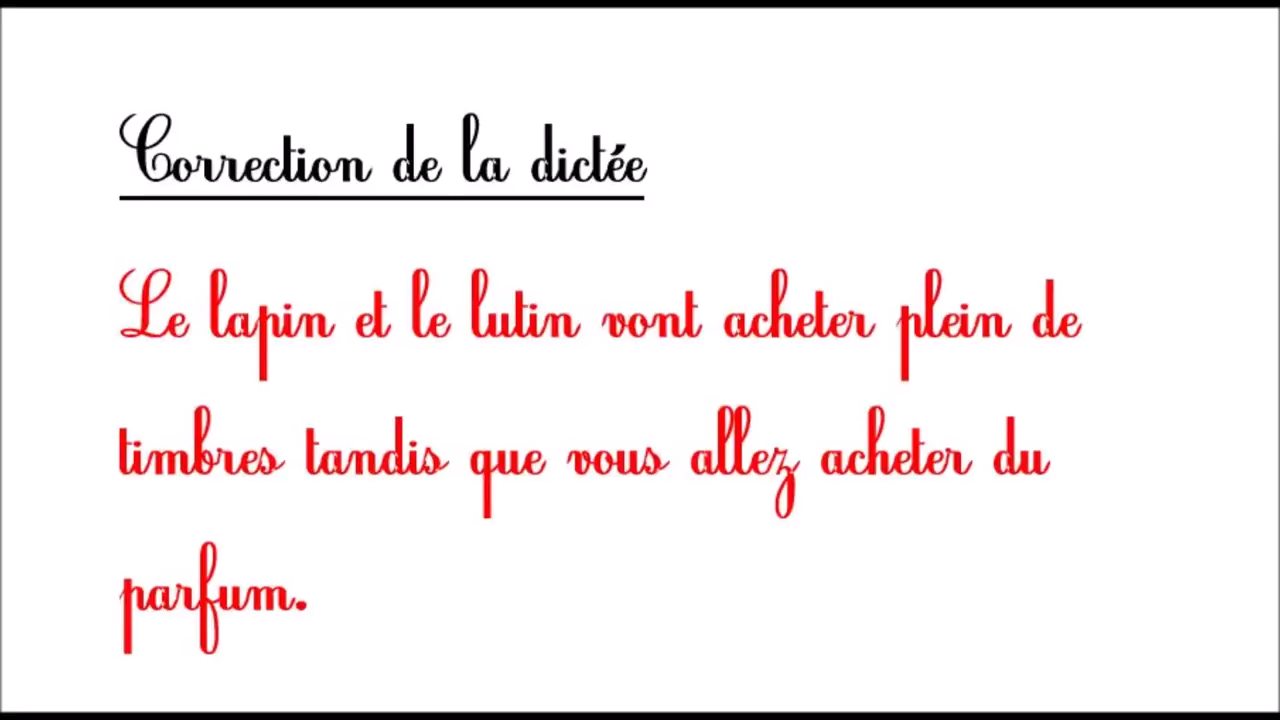 Correction de la dictée
Le lapin et le lutin vont acheter plein de
timbres tandis que vous allez acheter du
parfum.